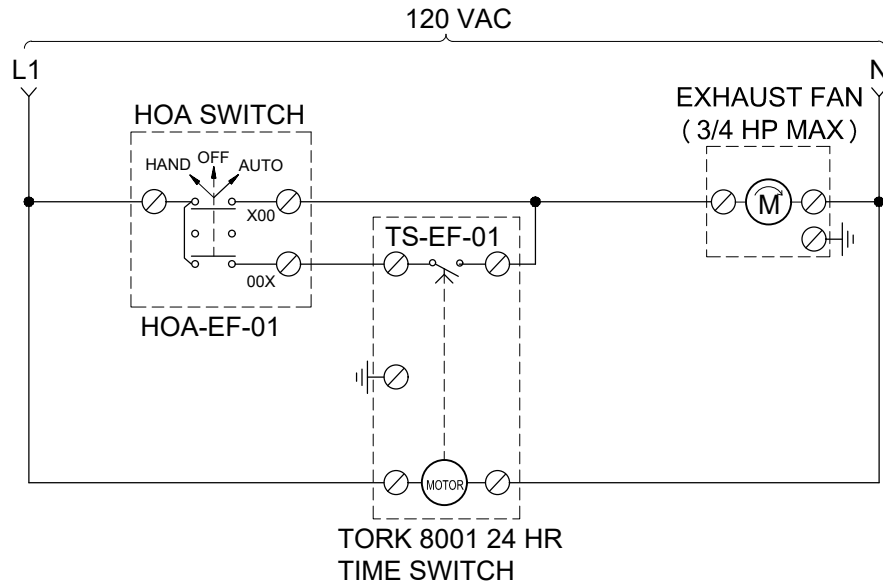 120 VAC
L1
N
HOA SWITCH
EXHAUST FAN
( 3/4 HP MAX )
HAND OFF AUTO
M
X00
TS-EF-01
00X
HOA-EF-01
MOTOR
TORK 8001 24 HR
TIME SWITCH